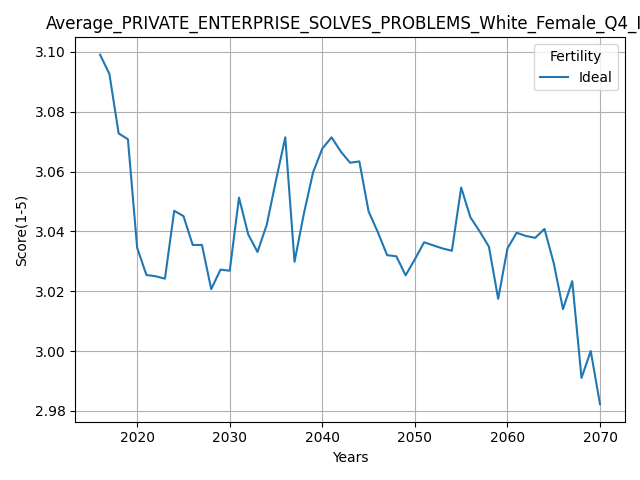 Average_PRIVATE_ENTERPRISE_SOLVES_PROBLEMS_White_Female_Q4_I
Fertility
Ideal
3.10
3.08
3.06
3.04
3.02
3.00
2.98
Score(1-5)
2020 2030 2040 2050 2060 2070
Years